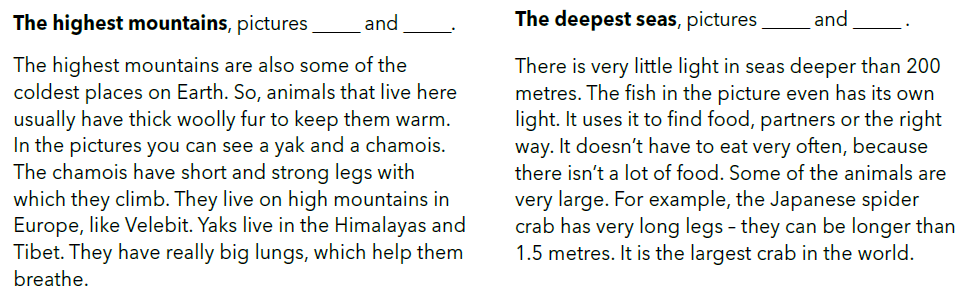 The highest mountains, pictures _____ and _____.
The highest mountains are also some of the
coldest places on Earth. So, animals that live here
usually have thick woolly fur to keep them warm.
In the pictures you can see a yak and a chamois.
The chamois have short and strong legs with
which they climb. They live on high mountains in
Europe, like Velebit. Yaks live in the Himalayas and
Tibet. They have really big lungs, which help them
breathe.
The deepest seas, pictures _____ and _____ .
There is very little light in seas deeper than 200
metres. The fish in the picture even has its own
light. It uses it to find food, partners or the right
way. It doesn’t have to eat very often, because
there isn’t a lot of food. Some of the animals are
very large. For example, the Japanese spider
crab has very long legs – they can be longer than
1.5 metres. It is the largest crab in the world.